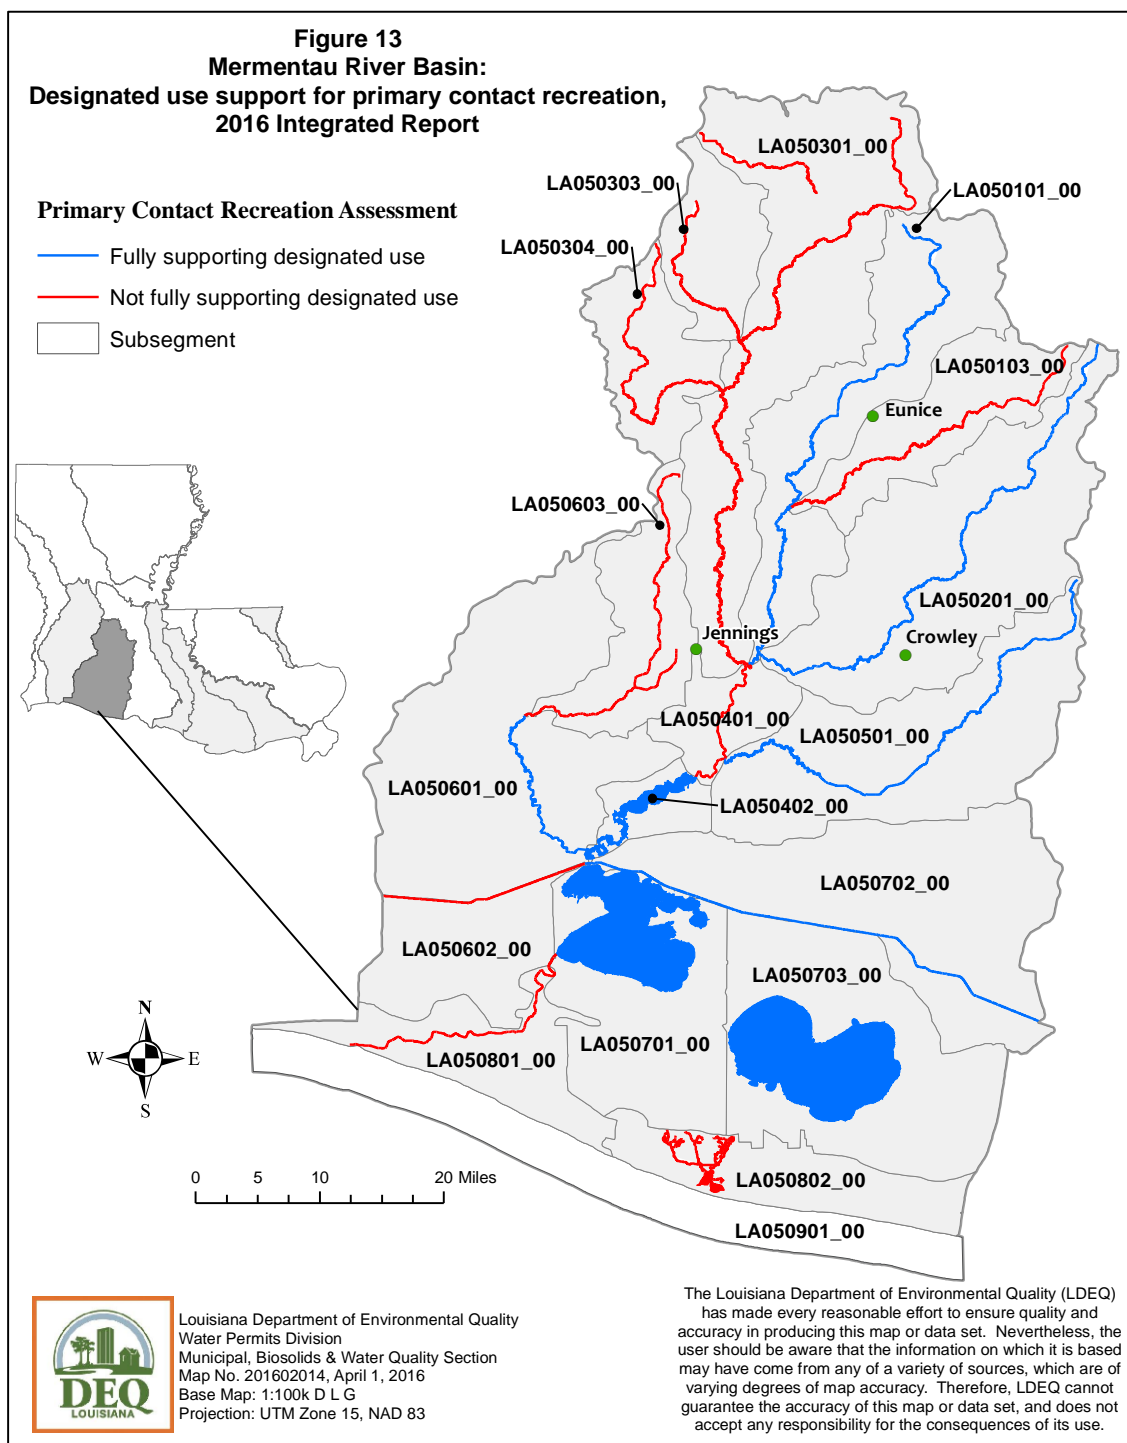 Figure 13
Mermentau River Basin:
Designated use support for primary contact recreation,
2016 Integrated Report
Primary Contact Recreation Assessment
Fully supporting designated use
Not fully supporting designated use
Subsegment
LA050301_00
LA050303_00
LA050101_00
LA050304_00
LA050103_00
Eunice
LA050603_00
LA050201_00
Jennings
Crowley
LA050401_00
LA050501_00
LA050601_00
LA050402_00
LA050702_00
LA050602_00
LA050703_00
LA050701_00
LA050801_00
LA050802_00
LA050901_00
N
W E
S
0 5 10 20 Miles
DEQ
LOUISIANA
Louisiana Department of Environmental Quality
Water Permits Division
Municipal, Biosolids & Water Quality Section
Map No. 201602014, April 1, 2016
Base Map: 1:100k D L G
Projection: UTM Zone 15, NAD 83
The Louisiana Department of Environmental Quality (LDEQ)
has made every reasonable effort to ensure quality and
accuracy in producing this map or data set. Nevertheless, the
user should be aware that the information on which it is based
may have come from any of a variety of sources, which are of
varying degrees of map accuracy. Therefore, LDEQ cannot
guarantee the accuracy of this map or data set, and does not
accept any responsibility for the consequences of its use.